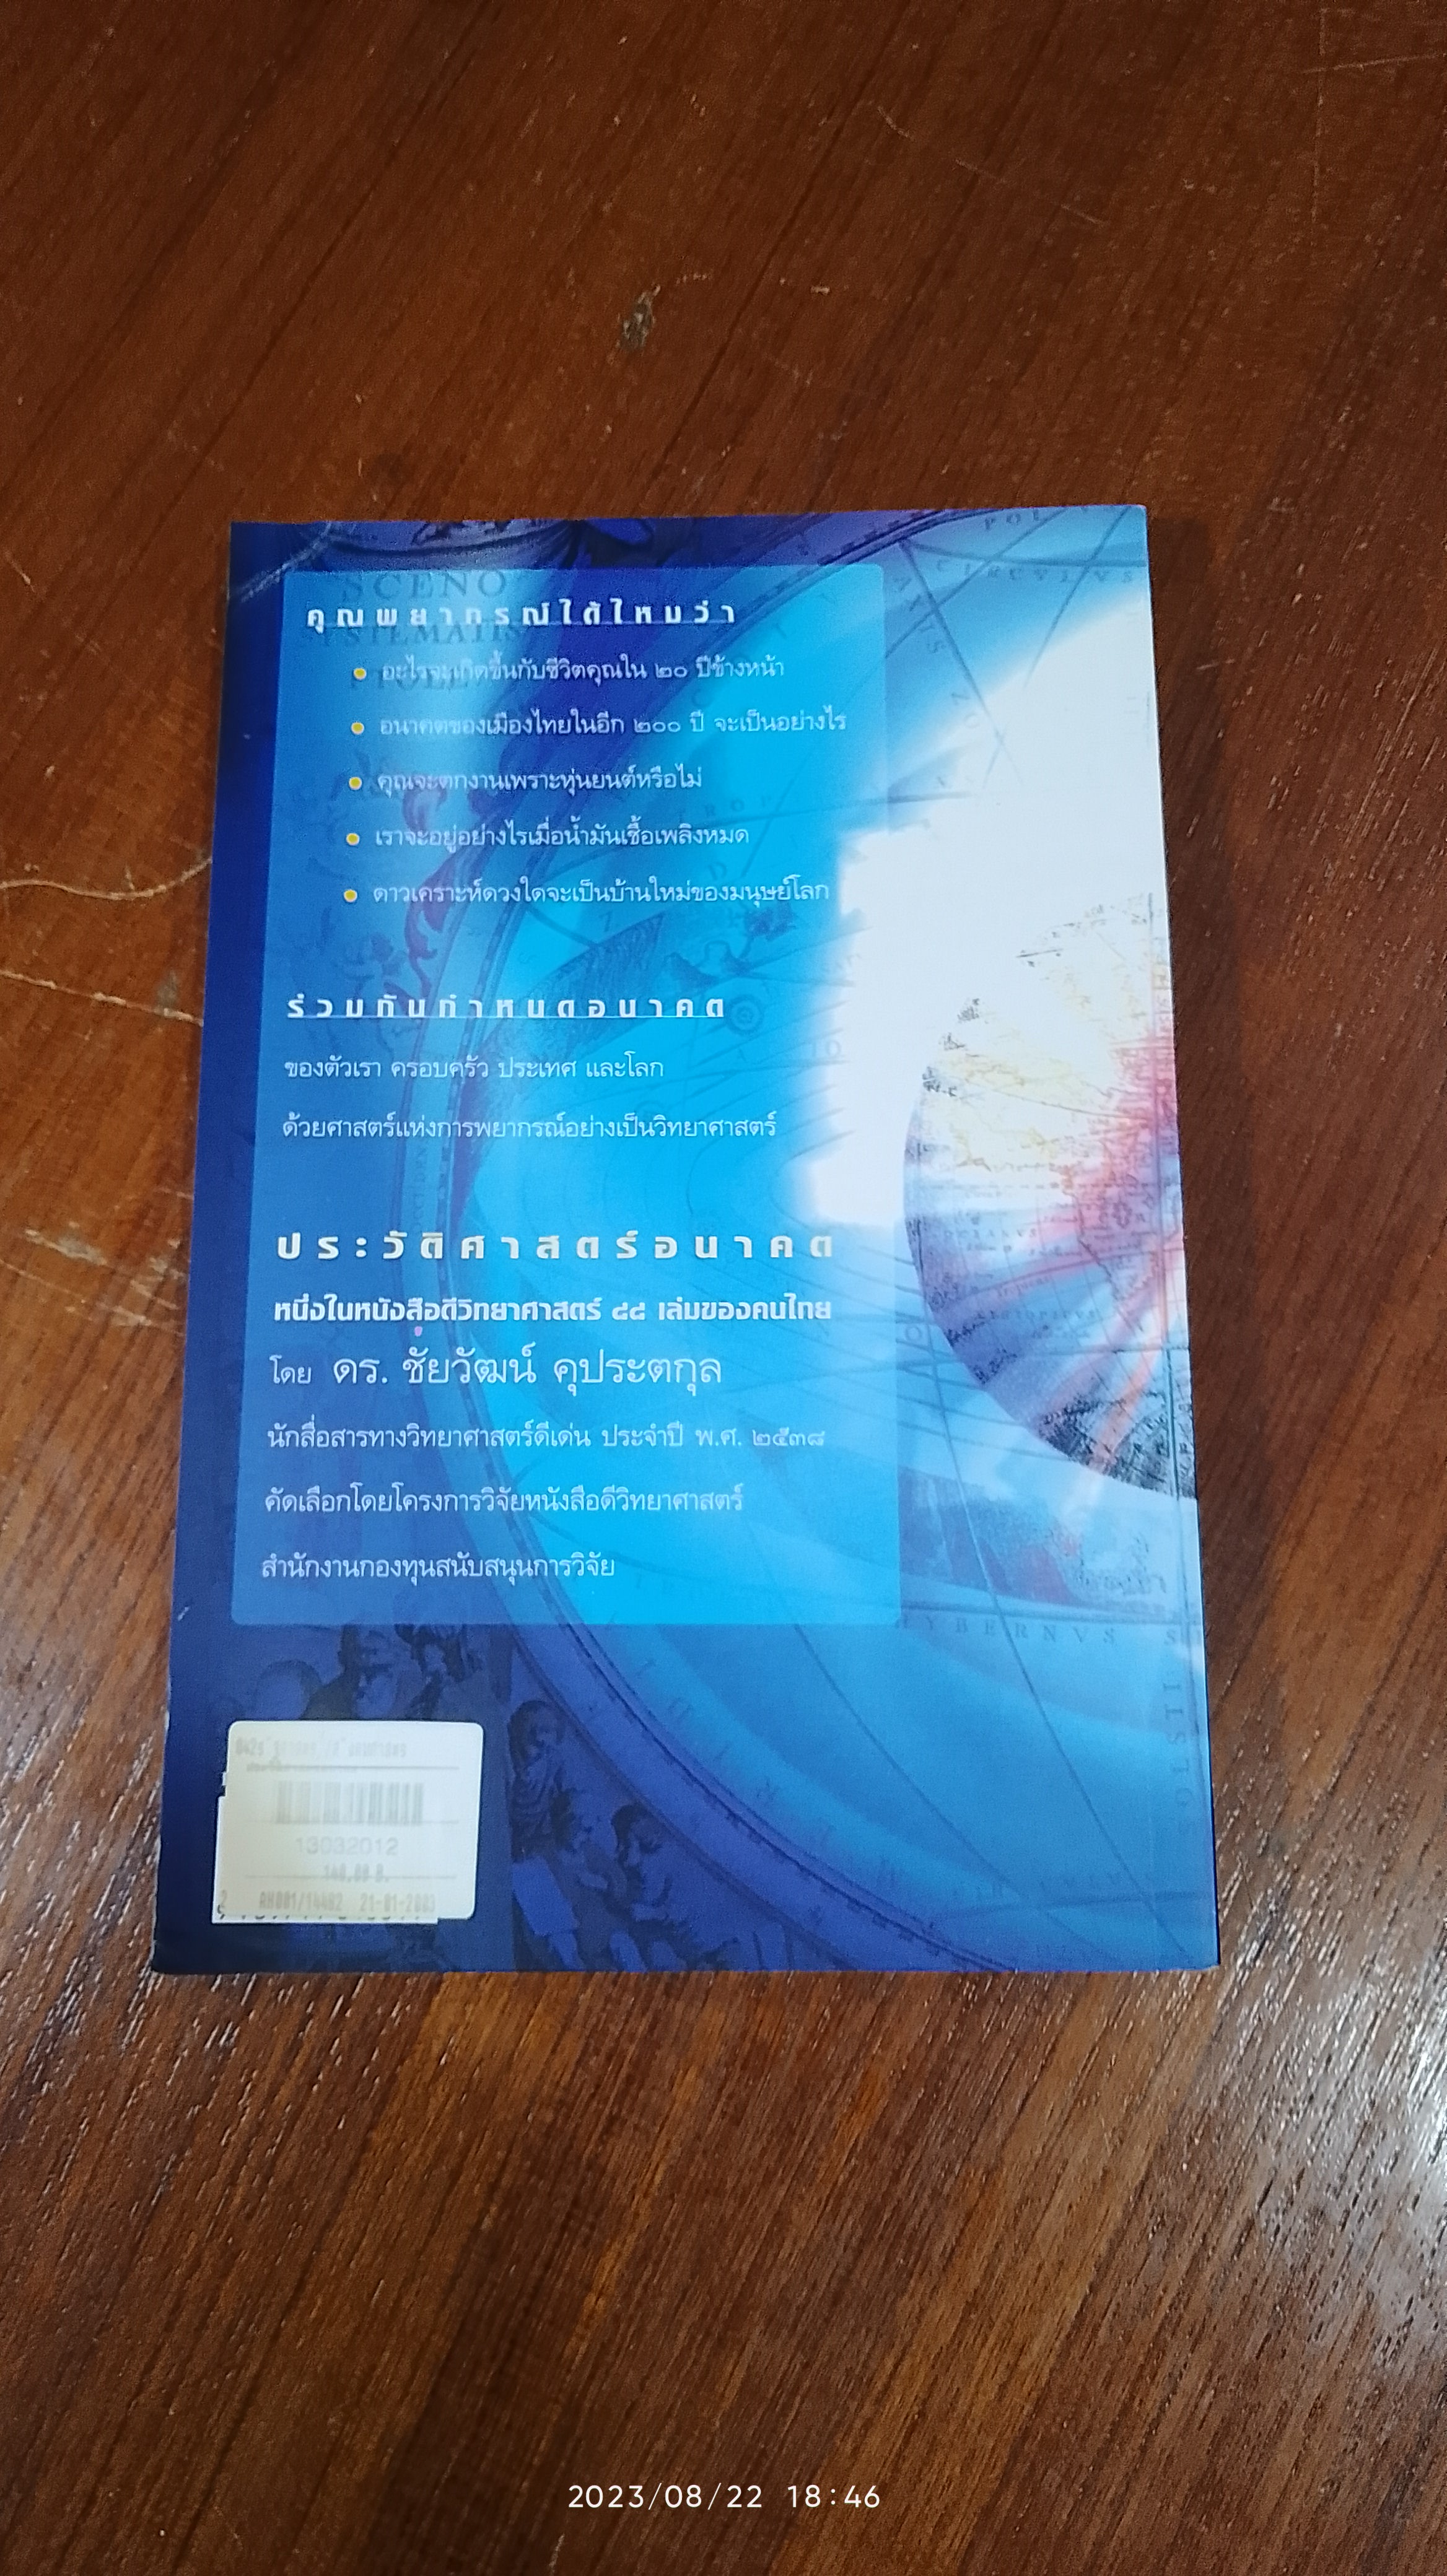 คุณพยากรณ์ได้ไหมว่า
อะไรจะเกิดขึ้นกับชีวิตคุณใน ๒๐ ปีข้างหน้า
อนาคตของเมืองไทยในอีก ๒๐๐ ปี จะเป็นอย่างไร
คุณจะตกงานเพราะหุ่นยนต์หรือไม่
เราจะอยู่อย่างไรเมื่อน้ำมันเชื้อเพลิงหมด
ดาวเคราะห์ดวงใดจะเป็นบ้านใหม่ของมนุษย์โลก
ร่วมกันกำหนดอนาคต
ของตัวเรา ครอบครัว ประเทศ และโลก
ด้วยศาสตร์แห่งการพยากรณ์อย่างเป็นวิทยาศาสตร์
ประวัติศาสตร์อนาคต
หนึ่งในหนังสือดีวิทยาศาสตร์ ๘๘ เล่มของคนไทย
โดย ดร. ชัยวัฒน์ คุประตกุล
นักสื่อสารทางวิทยาศาสตร์ดีเด่น ประจำปี พ.ศ. ๒๕๓๘
คัดเลือกโดยโครงการวิจัยหนังสือดีวิทยาศาสตร์
สำนักงานกองทุนสนับสนุนการวิจัย
SCENO
CIRCVLVS
HYBERNVS
13032012
140.00 B.
21-01-2003
2023/08/22 18:46